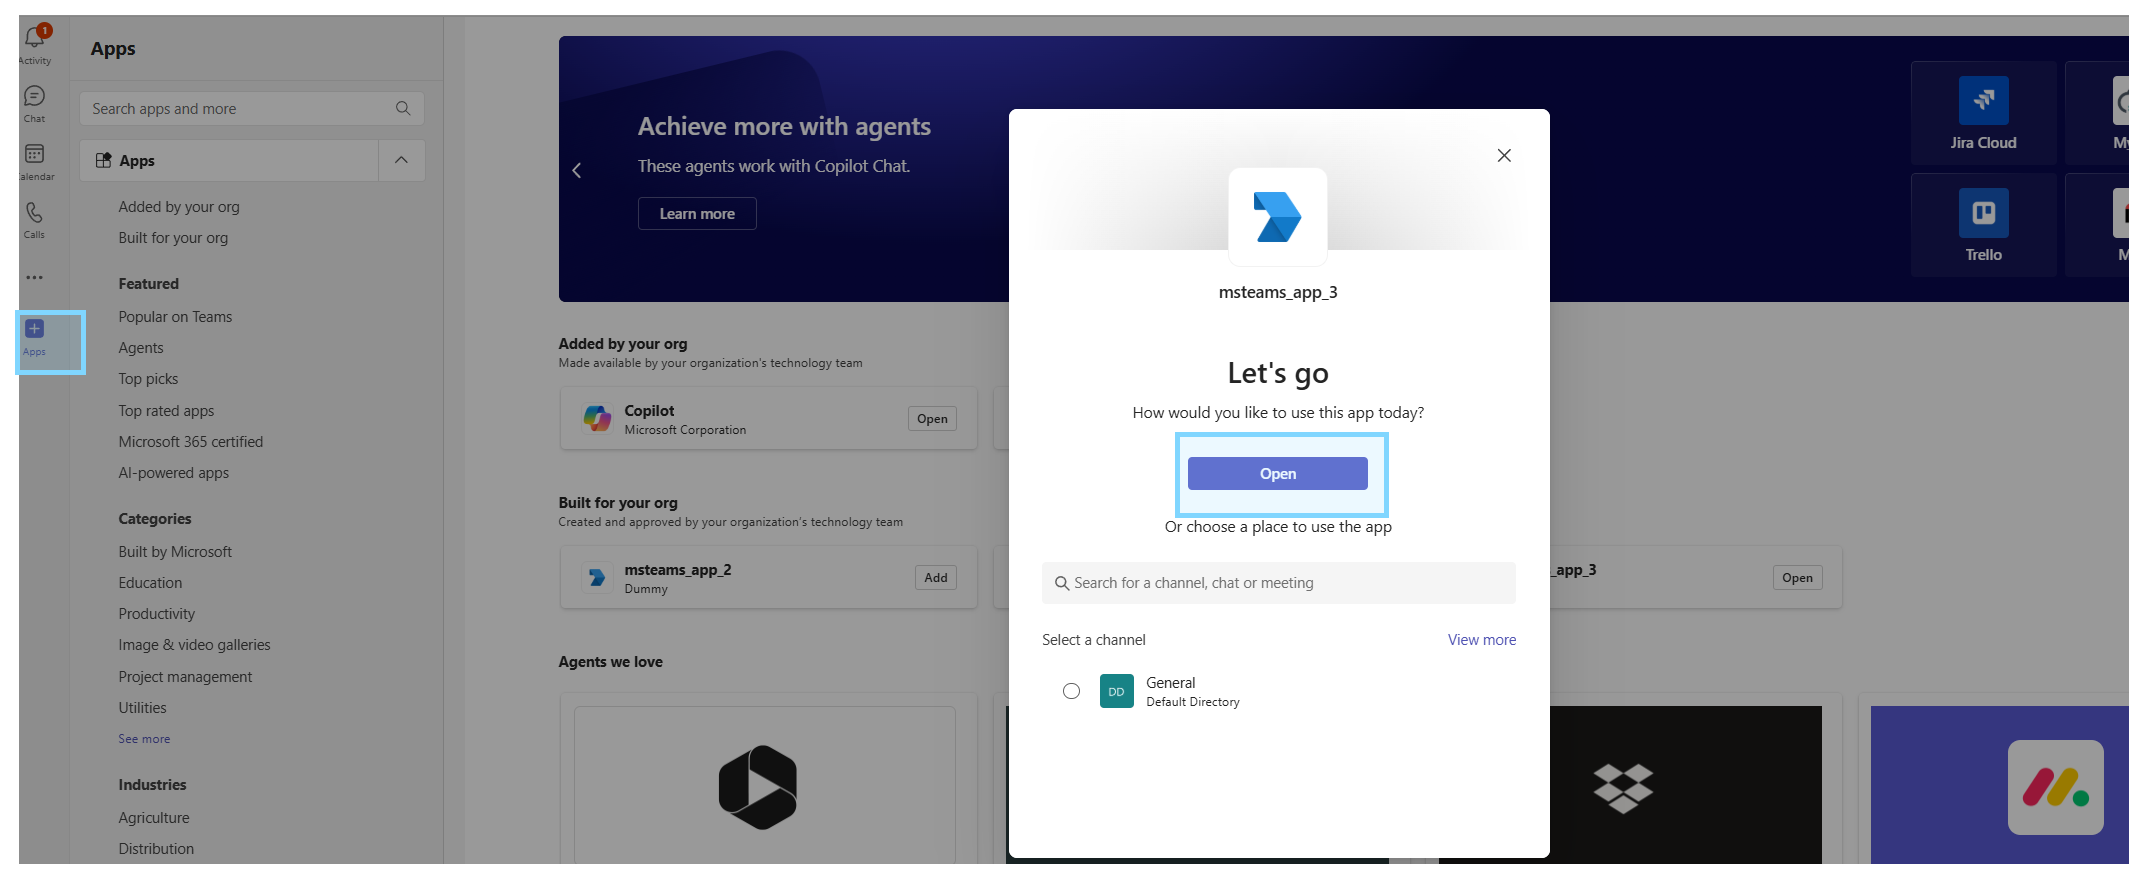 1
Activity
Chat
Calendar
Calls
Apps
Apps
Search apps and more
Apps
Added by your org
Built for your org
Featured
Popular on Teams
Agents
Top picks
Top rated apps
Microsoft 365 certified
AI-powered apps
Categories
Built by Microsoft
Education
Productivity
Image & video galleries
Project management
Utilities
See more
Industries
Agriculture
Distribution
Achieve more with agents
These agents work with Copilot Chat.
Learn more
Jira Cloud
My
Trello
M
Added by your org
Made available by your organization's technology team
Copilot
Microsoft Corporation
Open
Built for your org
Created and approved by your organization's technology team
msteams_app_2
Dummy
Add
_app_3
Open
Agents we love
msteams_app_3
Let's go
How would you like to use this app today?
Open
Or choose a place to use the app
Search for a channel, chat or meeting
Select a channel
View more
DD
General
Default Directory